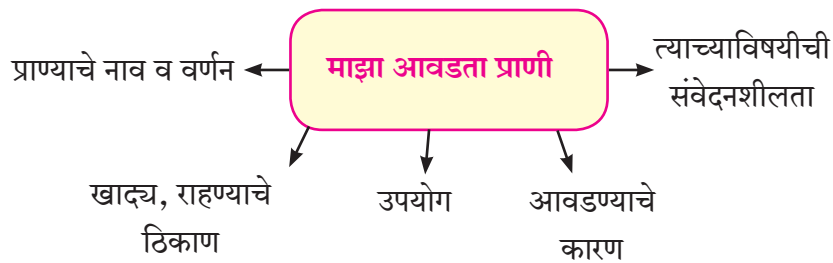 माझा आवडता प्राणी
प्राण्याचे नाव व वर्णन
त्याच्याविषयीची
संवेदनशीलता
खाद्य, राहण्याचे
ठिकाण
उपयोग
आवडण्याचे
कारण